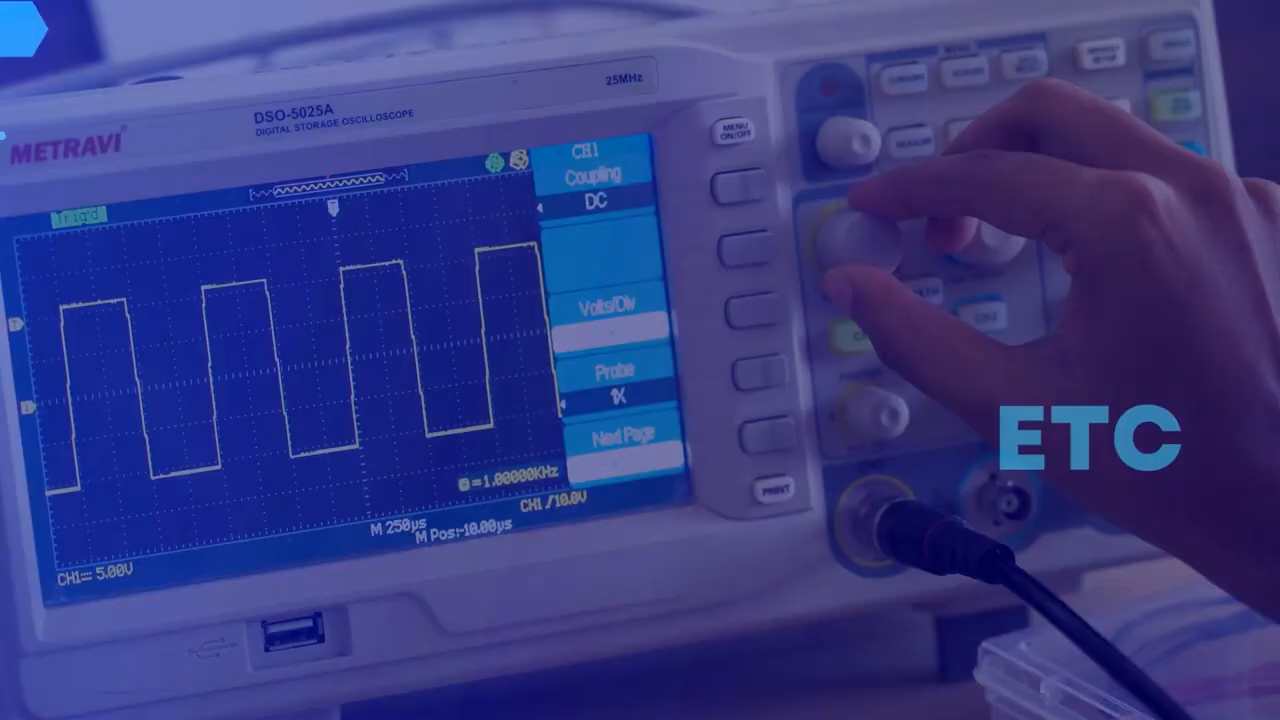 25MHz
DSO-5025A
DIGITAL STORAGE OSCILLOSCOPE
METRAVI
MENU
ON/OFF
CH1
Coupling
DC
Trig'd
MEASURE
Volts/Div
Probe
1X
Next Page
ETC
=1.00000KHz
PRINT
CH1 /10.0V
M 250µs
M Pos:-10.00µs
CH1 5.00V